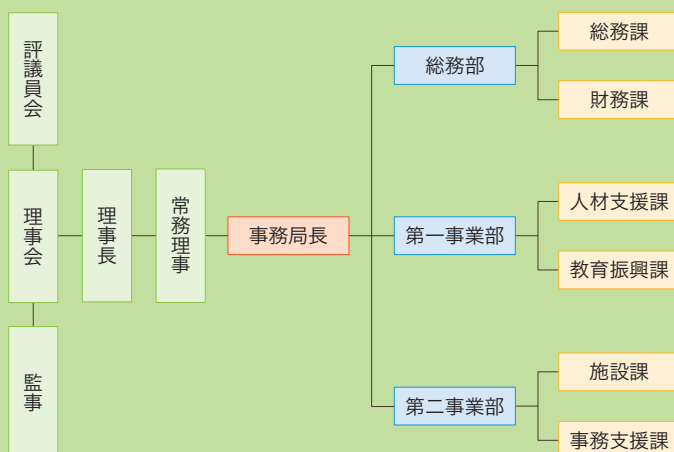 評議員会
理事会
監事
理事長
常務理事
事務局長
総務部
総務課
財務課
第一事業部
人材支援課
教育振興課
第二事業部
施設課
事務支援課